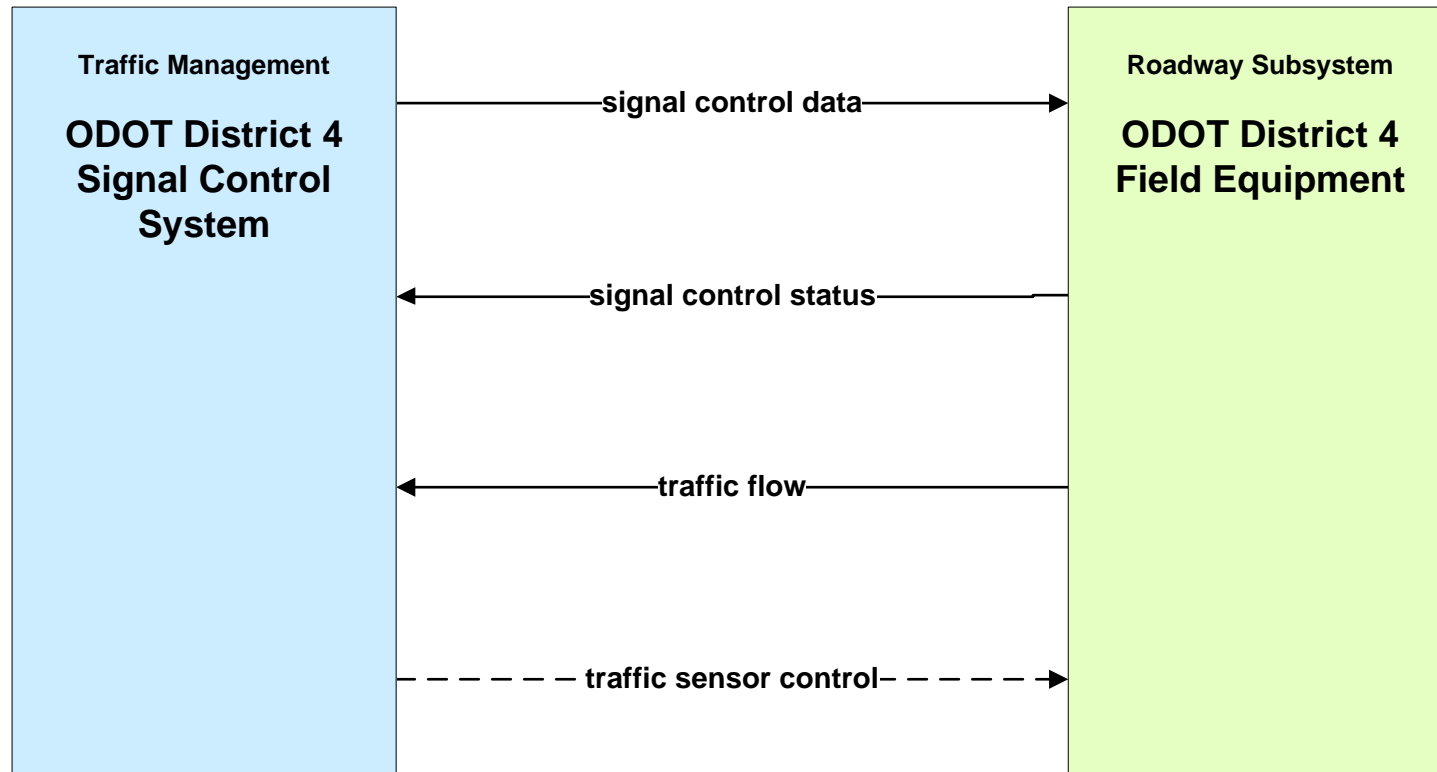 Traffic Management
ODOT District 4
Signal Control
System
signal control data
signal control status
traffic flow
traffic sensor control
Roadway Subsystem
ODOT District 4
Field Equipment